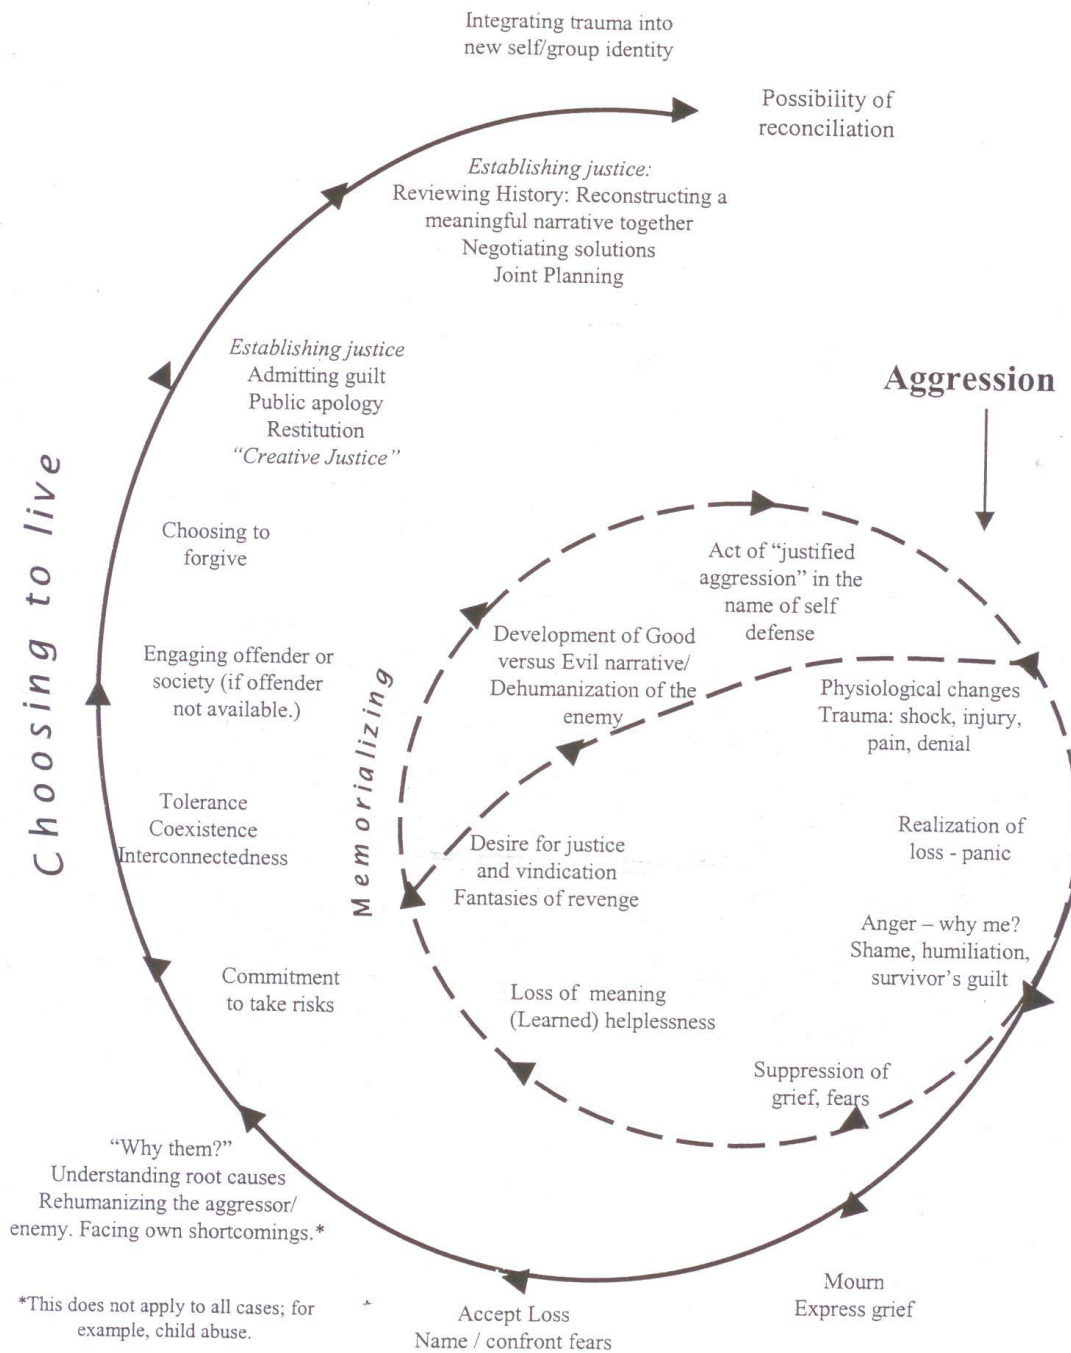 Integrating trauma into
new self/group identity
Possibility of
reconciliation
Establishing justice:
Reviewing History: Reconstructing a
meaningful narrative together
Negotiating solutions
Joint Planning
Establishing justice
Admitting guilt
Public apology
Restitution
“Creative Justice”
Aggression
Choosing to live
Choosing to
forgive
Act of “justified
aggression” in the
name of self
defense
Development of Good
versus Evil narrative/
Dehumanization of the
enemy
Engaging offender or
society (if offender
not available.)
Memorializing
Physiological changes
Trauma: shock, injury,
pain, denial
Tolerance
Coexistence
Interconnectedness
Realization of
loss - panic
Desire for justice
and vindication
Fantasies of revenge
Anger – why me?
Shame, humiliation,
survivor’s guilt
Commitment
to take risks
Loss of meaning
(Learned) helplessness
Suppression of
grief, fears
“Why them?”
Understanding root causes
Rehumanizing the aggressor/
enemy. Facing own shortcomings.*
Mourn
Express grief
Accept Loss
Name / confront fears
*This does not apply to all cases; for
example, child abuse.